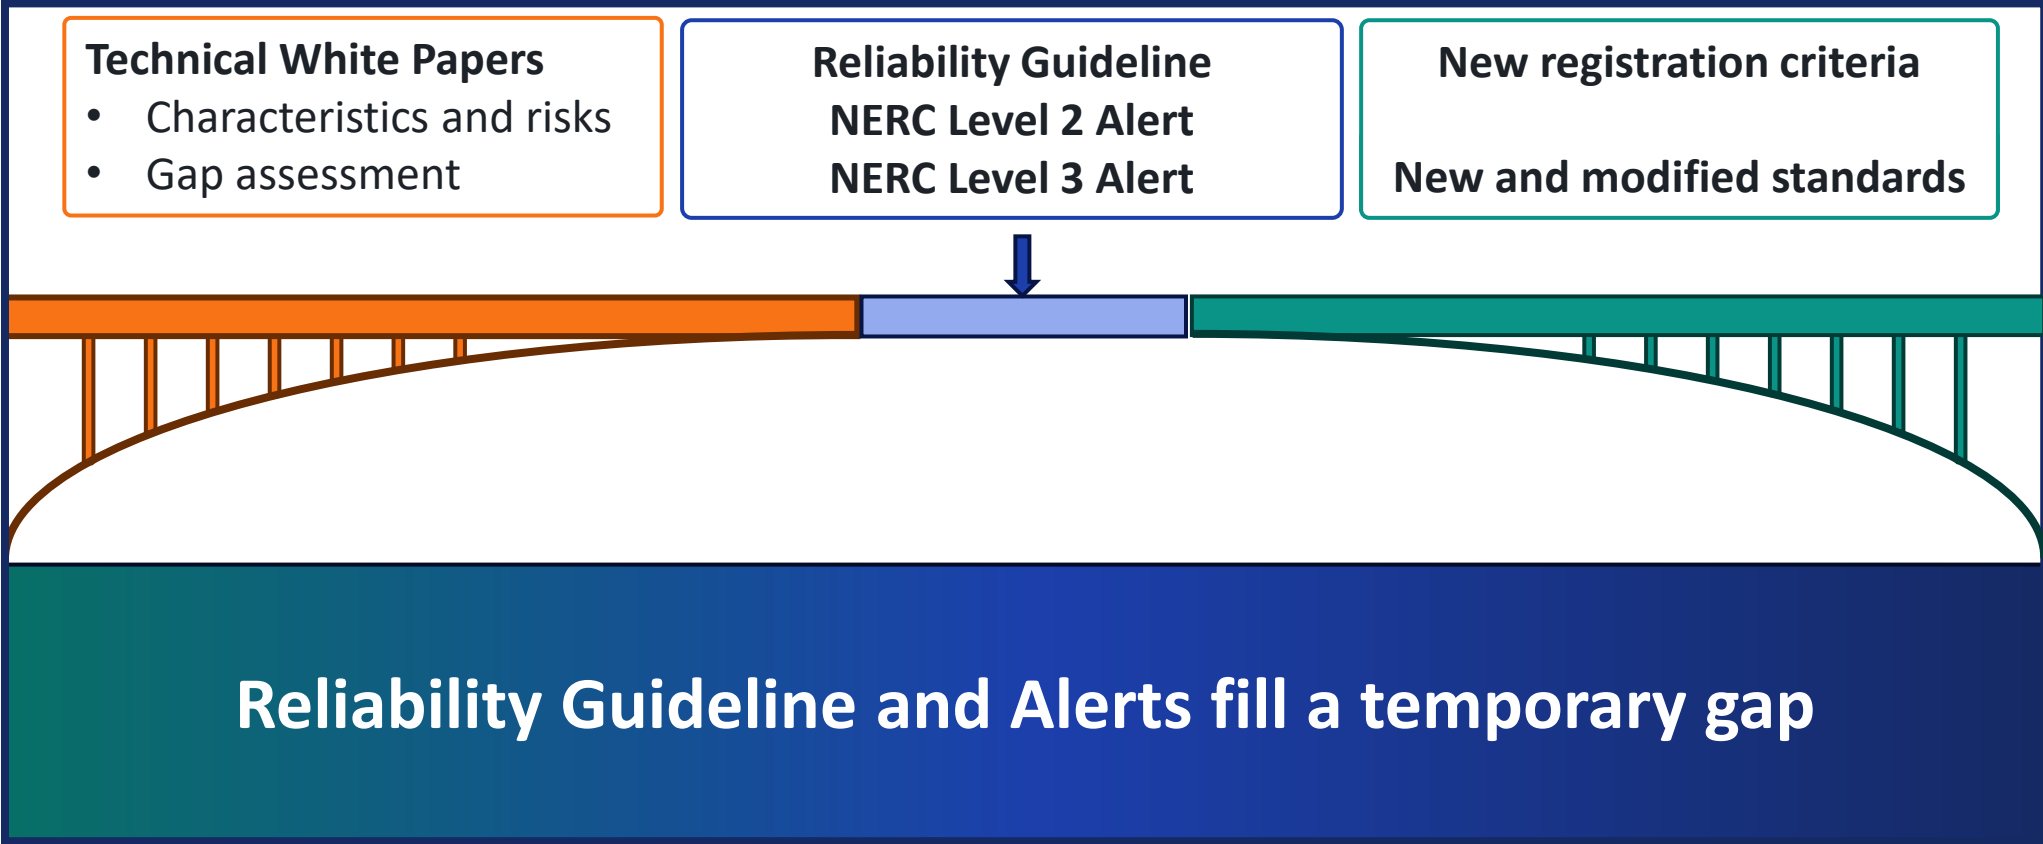 Technical White Papers
• Characteristics and risks
• Gap assessment
Reliability Guideline
NERC Level 2 Alert
NERC Level 3 Alert
New registration criteria
New and modified standards
Reliability Guideline and Alerts fill a temporary gap